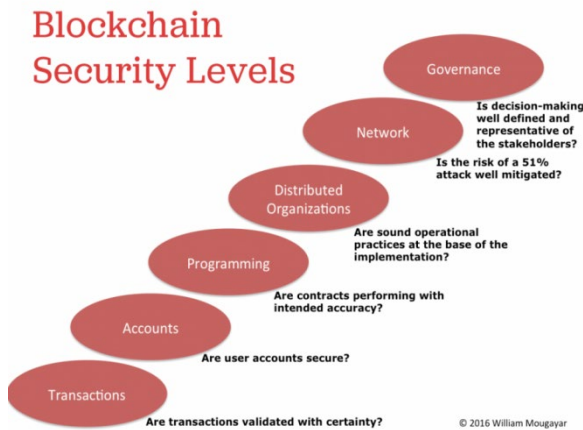 Blockchain
Security Levels
Governance
Is decision-making
well defined and
representative of
the stakeholders?
Network
Is the risk of a 51%
attack well mitigated?
Distributed
Organizations
Are sound operational
practices at the base of the
implementation?
Programming
Are contracts performing with
intended accuracy?
Accounts
Are user accounts secure?
Transactions
Are transactions validated with certainty?
© 2016 William Mougayar